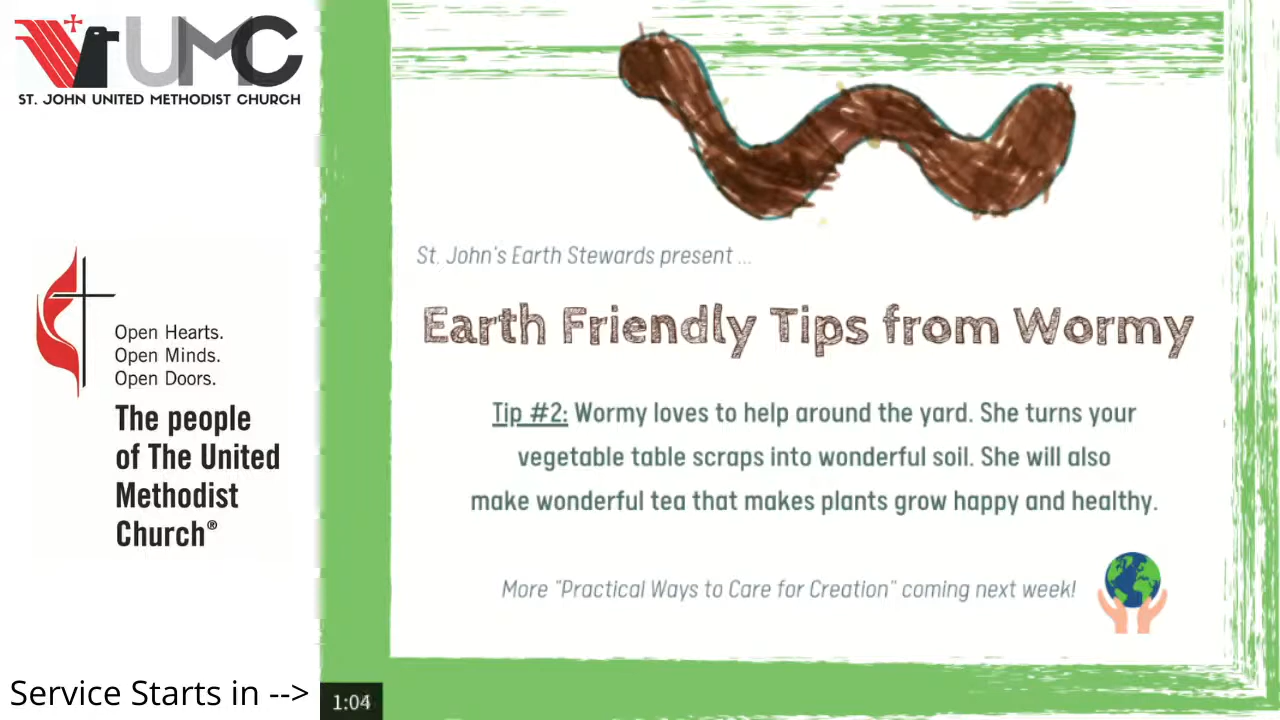 UMC
ST. JOHN UNITED METHODIST CHURCH
Open Hearts.
Open Minds.
Open Doors.
The people
of The United
Methodist
Church®
Service Starts in -->
1:04
St. John's Earth Stewards present ...
Earth Friendly Tips from Wormy
Tip #2: Wormy loves to help around the yard. She turns your
vegetable table scraps into wonderful soil. She will also
make wonderful tea that makes plants grow happy and healthy.
More "Practical Ways to Care for Creation" coming next week!